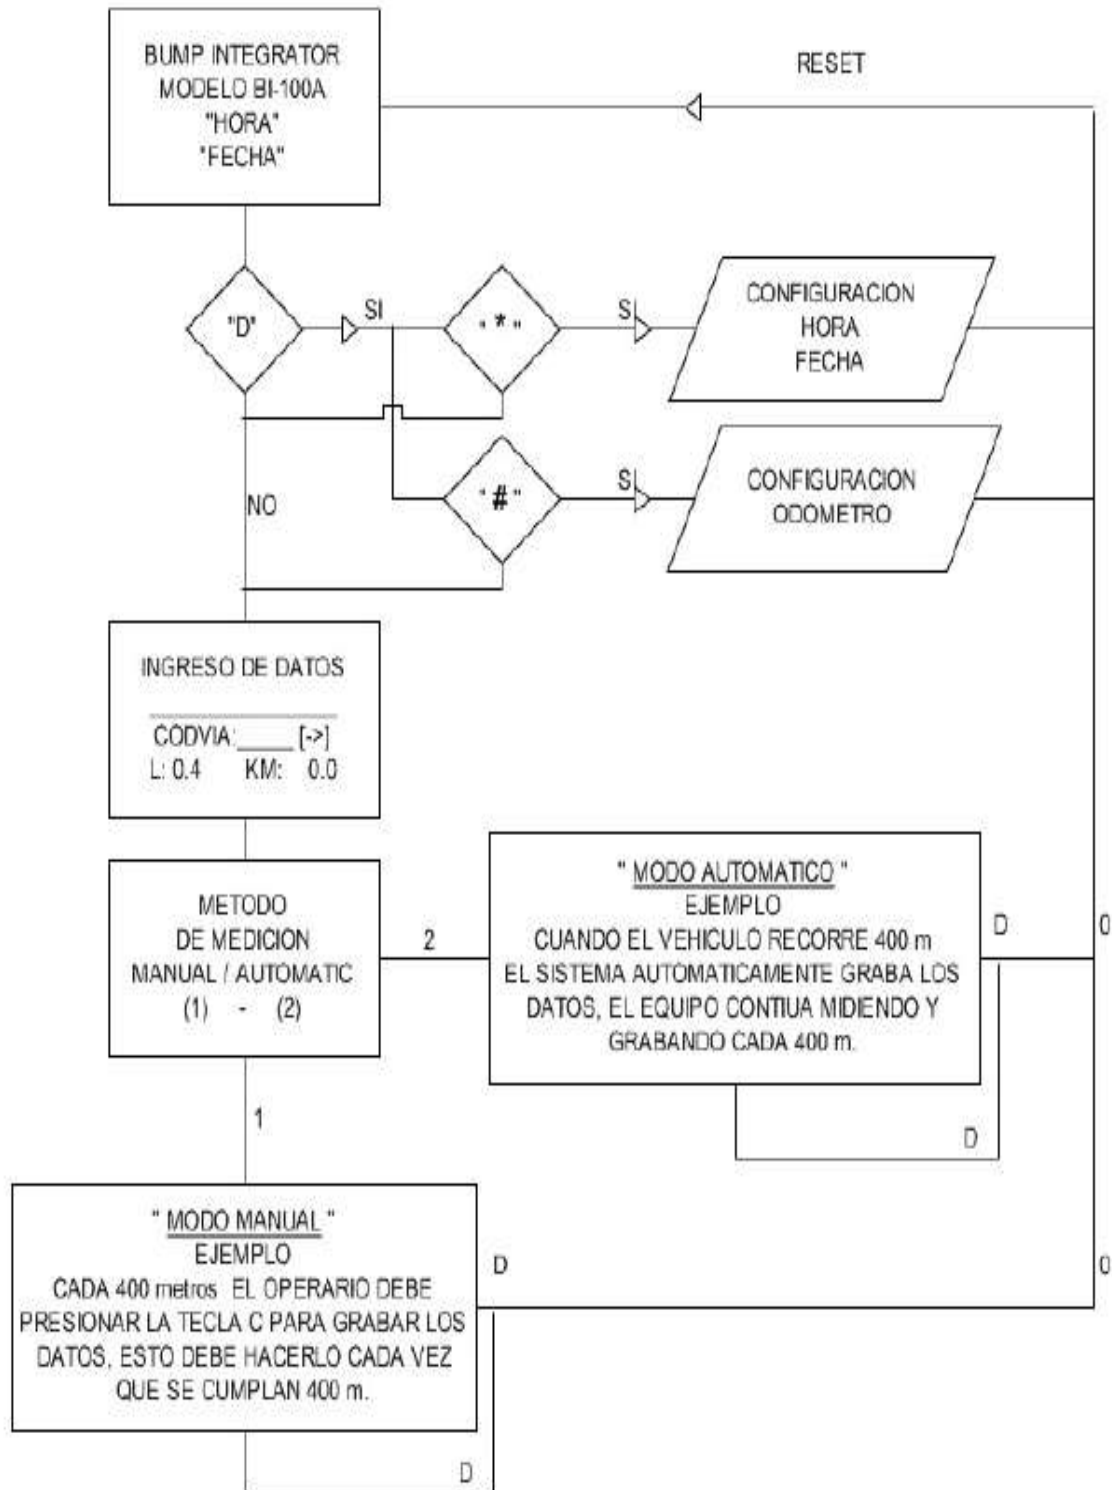 BUMP INTEGRATOR
MODELO BI-100A
"HORA"
"FECHA"
RESET
"D"
SI
" * "
SI
CONFIGURACION
HORA
FECHA
NO
" # "
SI
CONFIGURACION
ODOMETRO
INGRESO DE DATOS
CODVIA:_____ [->]
L: 0.4 KM: 0.0
METODO
DE MEDICION
MANUAL / AUTOMATIC
(1) - (2)
2
" MODO AUTOMATICO "
EJEMPLO
CUANDO EL VEHICULO RECORRE 400 m
EL SISTEMA AUTOMATICAMENTE GRABA LOS
DATOS, EL EQUIPO CONTIUA MIDIENDO Y
GRABANDO CADA 400 m.
D
0
D
1
" MODO MANUAL "
EJEMPLO
CADA 400 metros EL OPERARIO DEBE
PRESIONAR LA TECLA C PARA GRABAR LOS
DATOS, ESTO DEBE HACERLO CADA VEZ
QUE SE CUMPLAN 400 m.
D
0
D